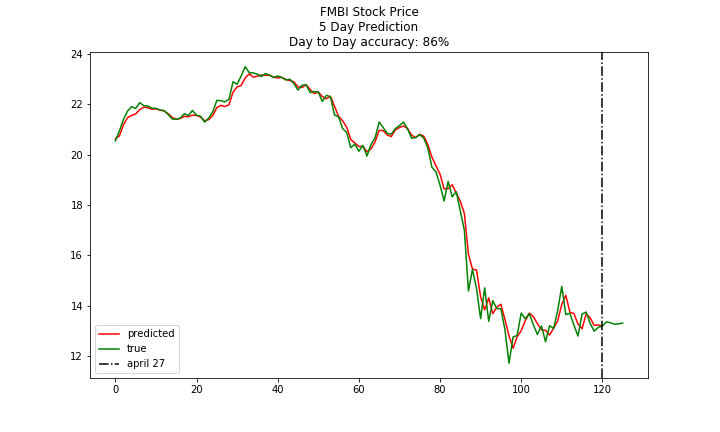 FMBI Stock Price
5 Day Prediction
Day to Day accuracy: 86%
24
22
20
18
16
14
12
predicted
true
april 27
0
20
40
60
80
100
120